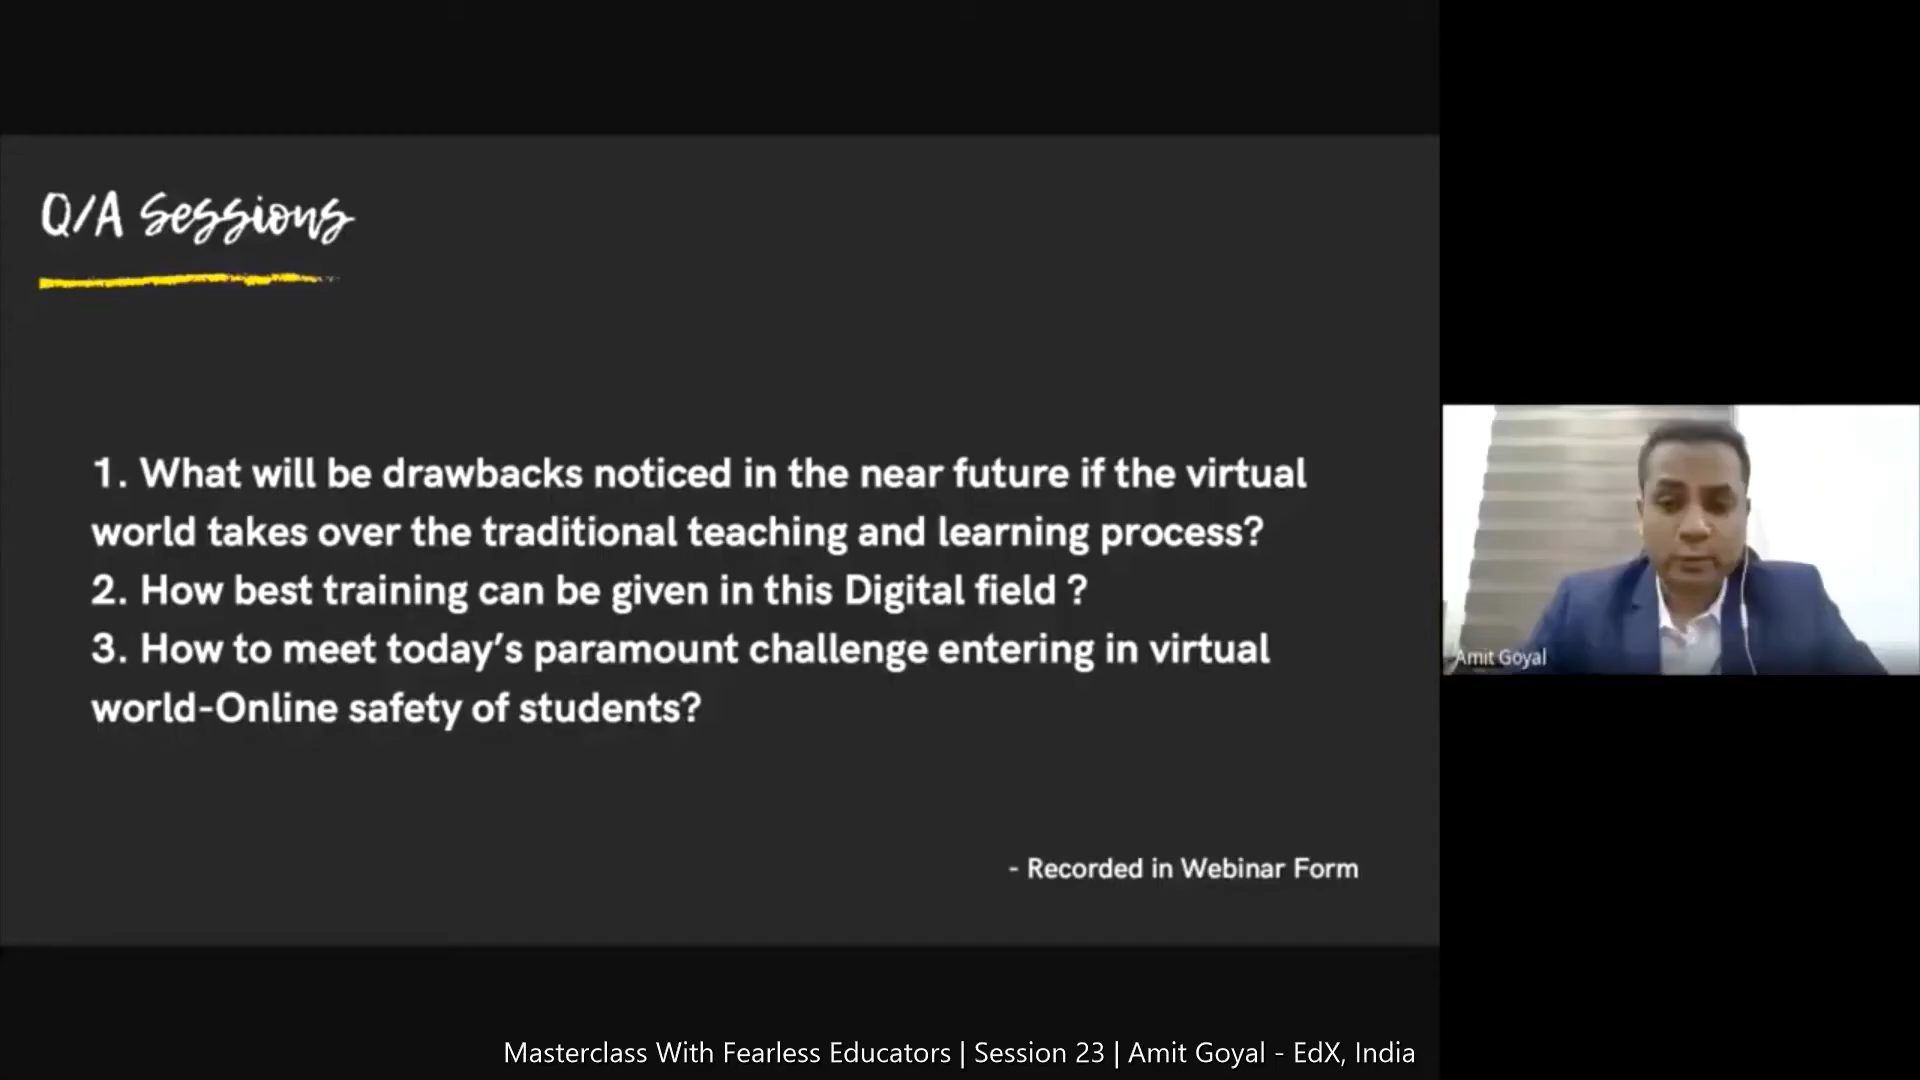 Q/A Sessions
1. What will be drawbacks noticed in the near future if the virtual
world takes over the traditional teaching and learning process?
2. How best training can be given in this Digital field ?
3. How to meet today’s paramount challenge entering in virtual
world-Online safety of students?
- Recorded in Webinar Form
Amit Goyal
Masterclass With Fearless Educators | Session 23 | Amit Goyal - EdX, India